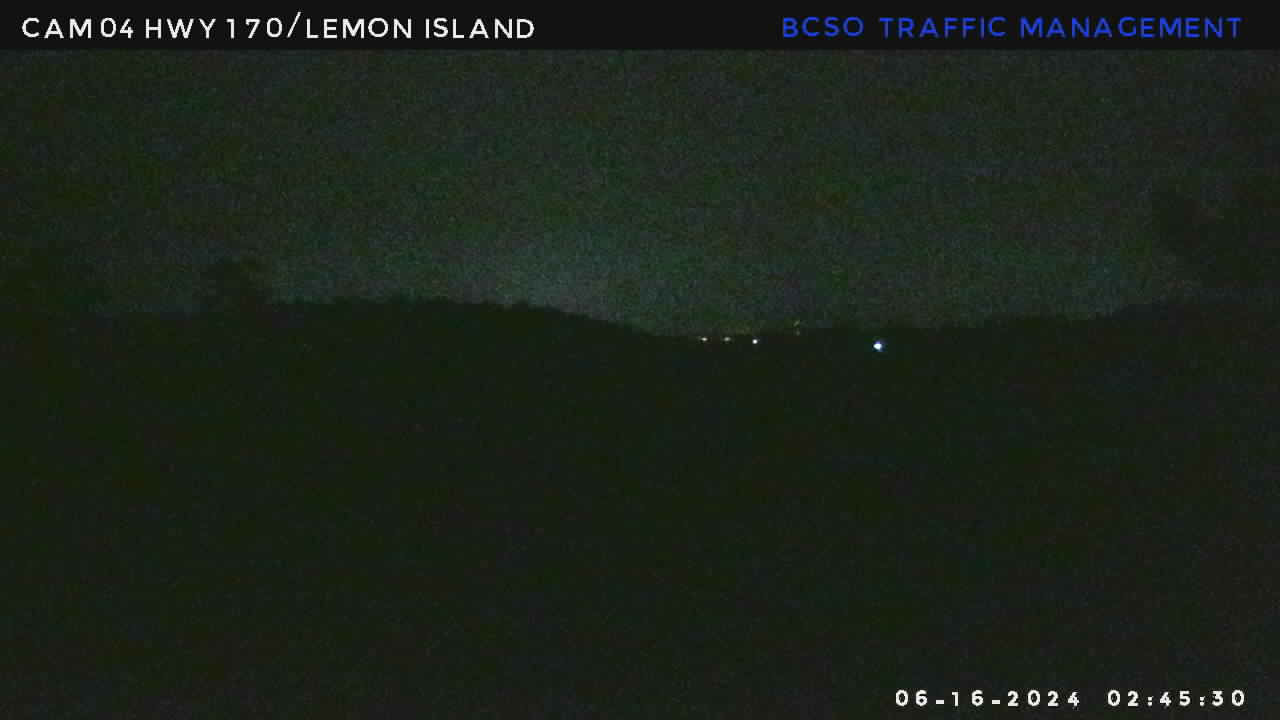 CAM04 HWY 170/LEMON ISLAND
BCSO TRAFFIC MANAGEMENT
06-16-2024 02:45:30